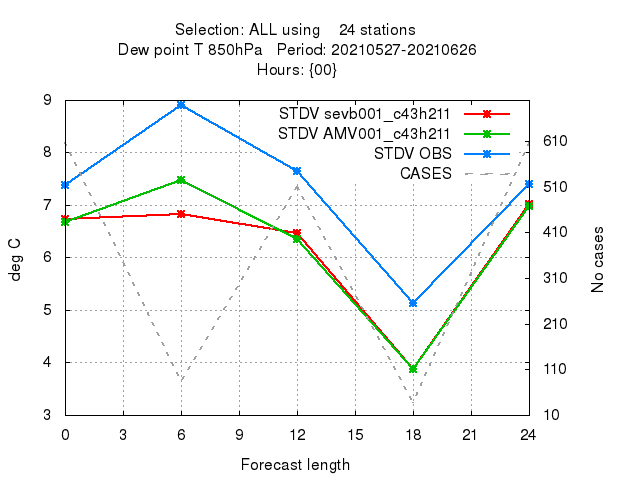 Selection: ALL using    24 stations
Dew point T 850hPa   Period: 20210527-20210626
Hours: {00}
STDV sevb001_c43h211
STDV AMV001_c43h211
STDV OBS
CASES
9
8
7
6
5
4
3
deg C
610
510
410
310
210
110
10
No cases
0 3 6 9 12 15 18 21 24
Forecast length